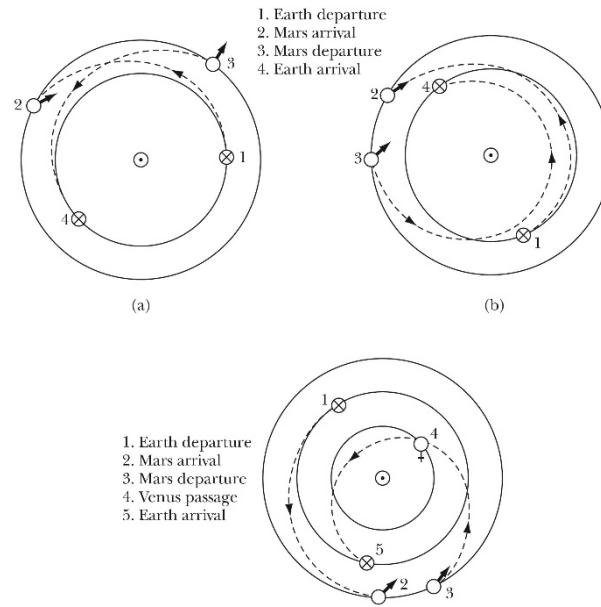 1. Earth departure
2. Mars arrival
3. Mars departure
4. Earth arrival
3
2
1
4
(a)
2
4
3
1
(b)
1. Earth departure
2. Mars arrival
3. Mars departure
4. Venus passage
5. Earth arrival
1
4
5
2
3